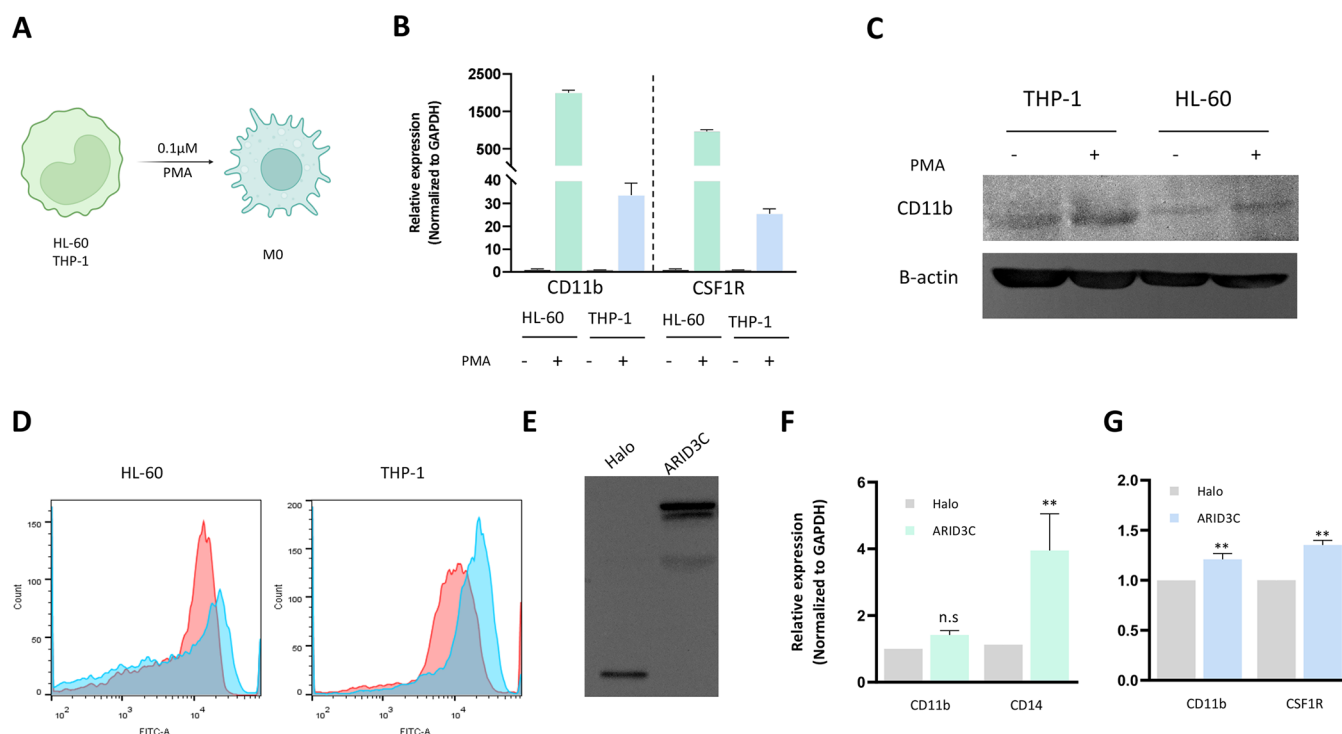 A
0.1µM
PMA
HL-60
THP-1
M0
B
Relative expression
(Normalized to GAPDH)
2500
1500
500
40
30
20
10
0
CD11b
CSF1R
HL-60 THP-1 HL-60 THP-1
PMA - + - + - +  - +
C
THP-1 HL-60
PMA - + - +
CD11b
B-actin
D
HL-60
Count
150
100
50
0
10^2 10^3 10^4
FITC-A
THP-1
Count
200
150
100
50
0
10^2 10^3 10^4
FITC-A
E
Halo ARID3C
F
Relative expression
(Normalized to GAPDH)
6
4
2
0
Halo
ARID3C
n.s
**
CD11b CD14
G
2.0
1.5
1.0
0.5
0.0
Halo
ARID3C
**
**
CD11b CSF1R